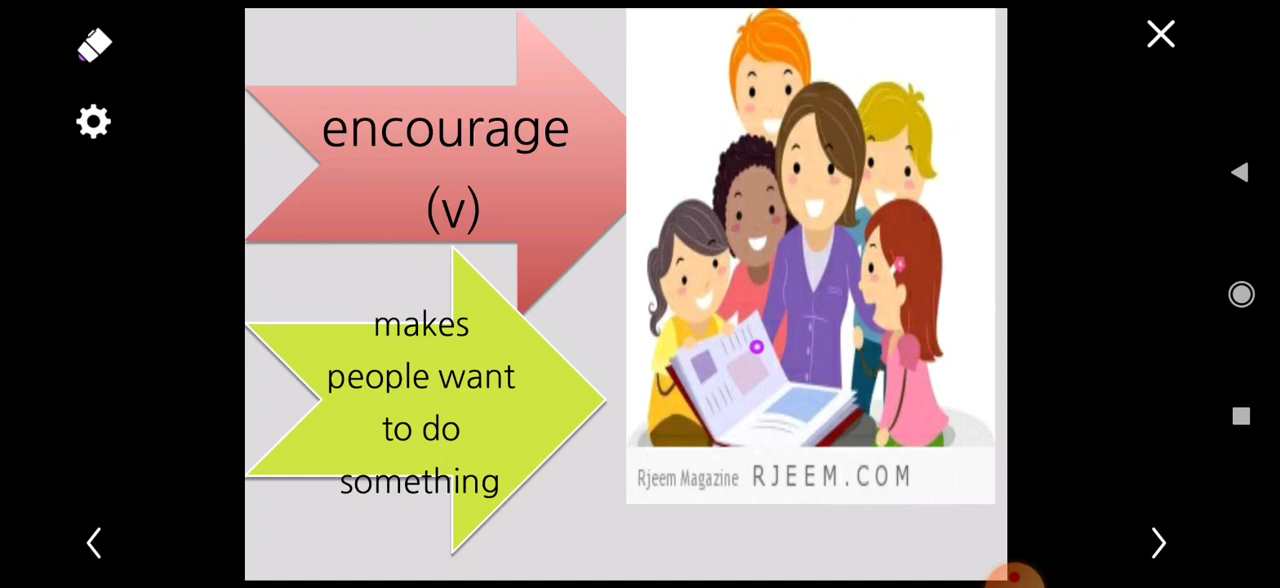 encourage
(v)
makes
people want
to do
something
Rjeem Magazine RJEEM.COM